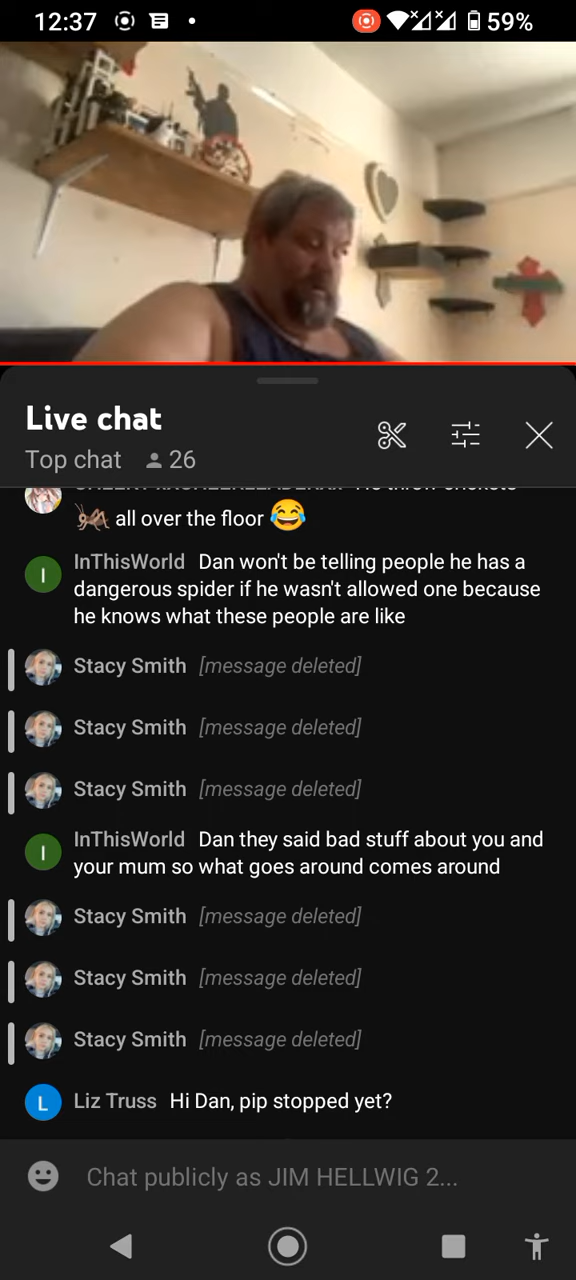 12:37 59%
Live chat
Top chat 26
all over the floor 😂
InThisWorld Dan won't be telling people he has a
dangerous spider if he wasn't allowed one because
he knows what these people are like
Stacy Smith [message deleted]
Stacy Smith [message deleted]
Stacy Smith [message deleted]
InThisWorld Dan they said bad stuff about you and
your mum so what goes around comes around
Stacy Smith [message deleted]
Stacy Smith [message deleted]
Stacy Smith [message deleted]
Liz Truss Hi Dan, pip stopped yet?
Chat publicly as JIM HELLWIG 2...